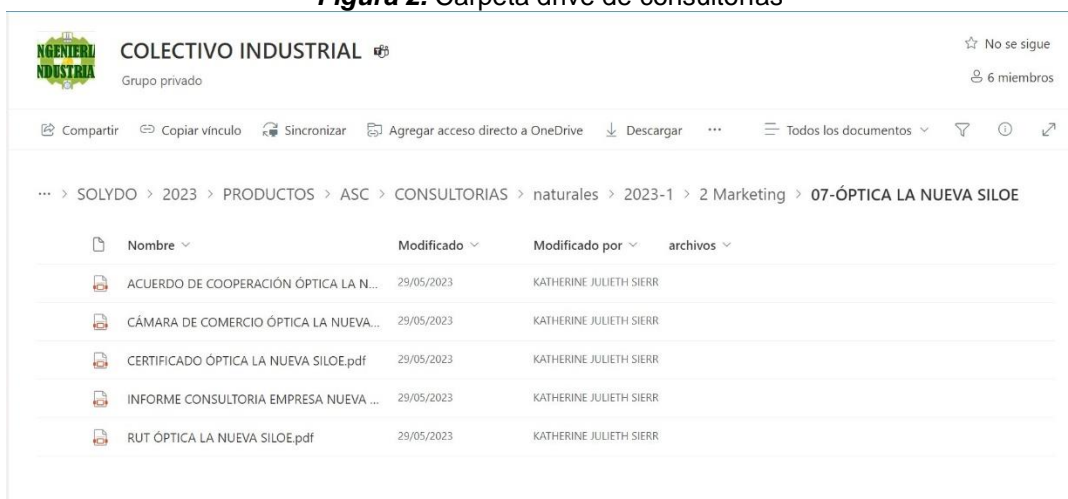 Figura 2. Carpeta drive de consultorías
NGENIERI
NDUSTRIA
COLECTIVO INDUSTRIAL
Grupo privado
No se sigue
6 miembros
Compartir Copiar vínculo Sincronizar Agregar acceso directo a OneDrive Descargar ... Todos los documentos
... > SOLYDO > 2023 > PRODUCTOS > ASC > CONSULTORIAS > naturales > 2023-1 > 2 Marketing > 07-ÓPTICA LA NUEVA SILOE
Nombre Modificado Modificado por archivos
ACUERDO DE COOPERACIÓN ÓPTICA LA N... 29/05/2023 KATHERINE JULIETH SIERR
CÁMARA DE COMERCIO ÓPTICA LA NUEVA... 29/05/2023 KATHERINE JULIETH SIERR
CERTIFICADO ÓPTICA LA NUEVA SILOE.pdf 29/05/2023 KATHERINE JULIETH SIERR
INFORME CONSULTORIA EMPRESA NUEVA ... 29/05/2023 KATHERINE JULIETH SIERR
RUT ÓPTICA LA NUEVA SILOE.pdf 29/05/2023 KATHERINE JULIETH SIERR